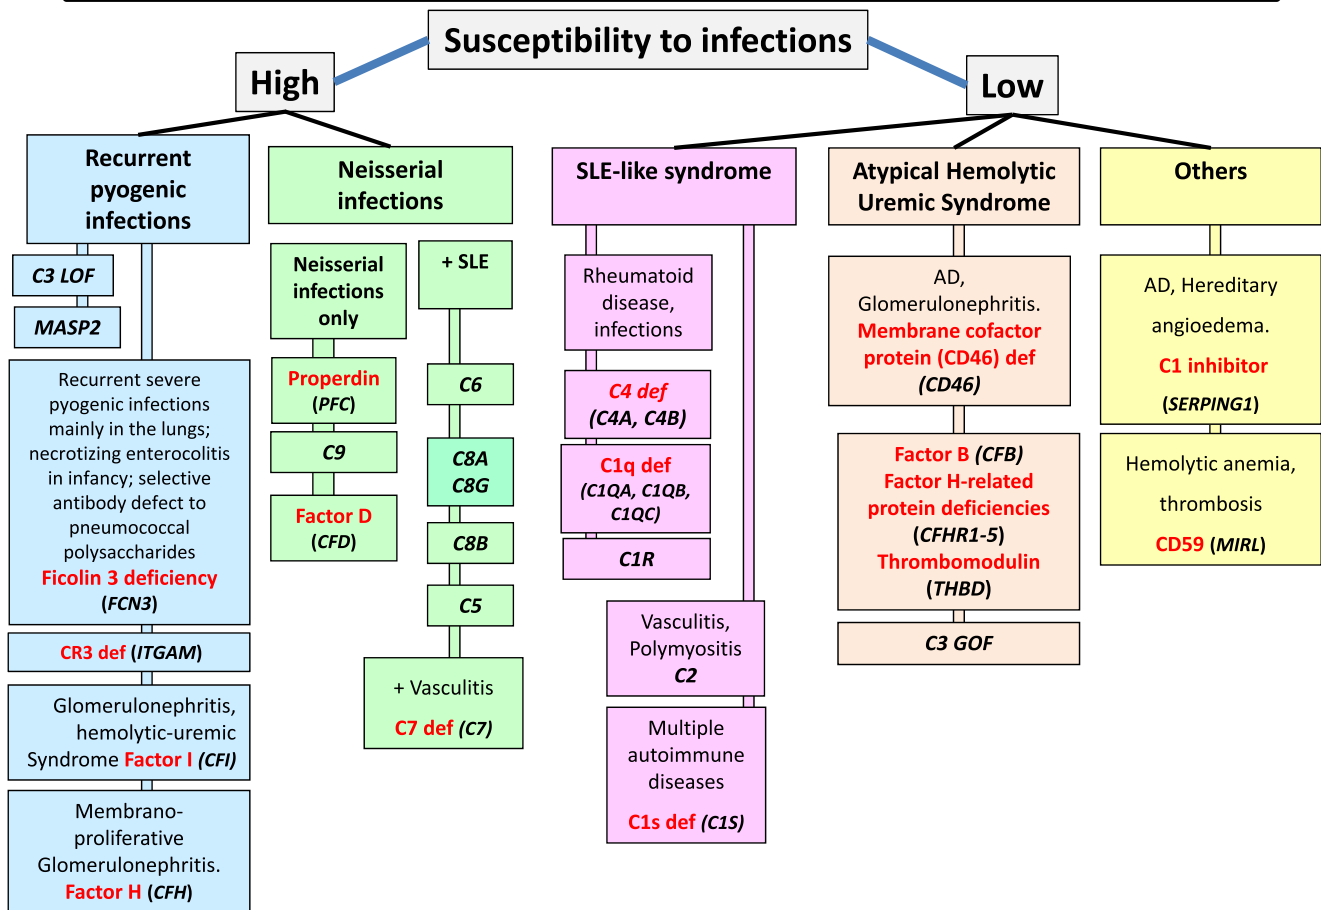 Susceptibility to infections
High
Low
Recurrent
pyogenic
infections
C3 LOF
MASP2
Recurrent severe
pyogenic infections
mainly in the lungs;
necrotizing enterocolitis
in infancy; selective
antibody defect to
pneumococcal
polysaccharides
Ficolin 3 deficiency
(FCN3)
CR3 def (ITGAM)
Glomerulonephritis,
hemolytic-uremic
Syndrome Factor I (CFI)
Membrano-
proliferative
Glomerulonephritis.
Factor H (CFH)
Neisserial
infections
Neisserial
infections
only
Properdin
(PFC)
C9
Factor D
(CFD)
+ SLE
C6
C8A
C8G
C8B
C5
+ Vasculitis
C7 def (C7)
SLE-like syndrome
Rheumatoid
disease,
infections
C4 def
(C4A, C4B)
C1q def
(C1QA, C1QB,
C1QC)
C1R
Vasculitis,
Polymyositis
C2
Multiple
autoimmune
diseases
C1s def (C1S)
Atypical Hemolytic
Uremic Syndrome
AD,
Glomerulonephritis.
Membrane cofactor
protein (CD46) def
(CD46)
Factor B (CFB)
Factor H-related
protein deficiencies
(CFHR1-5)
Thrombomodulin
(THBD)
C3 GOF
Others
AD, Hereditary
angioedema.
C1 inhibitor
(SERPING1)
Hemolytic anemia,
thrombosis
CD59 (MIRL)